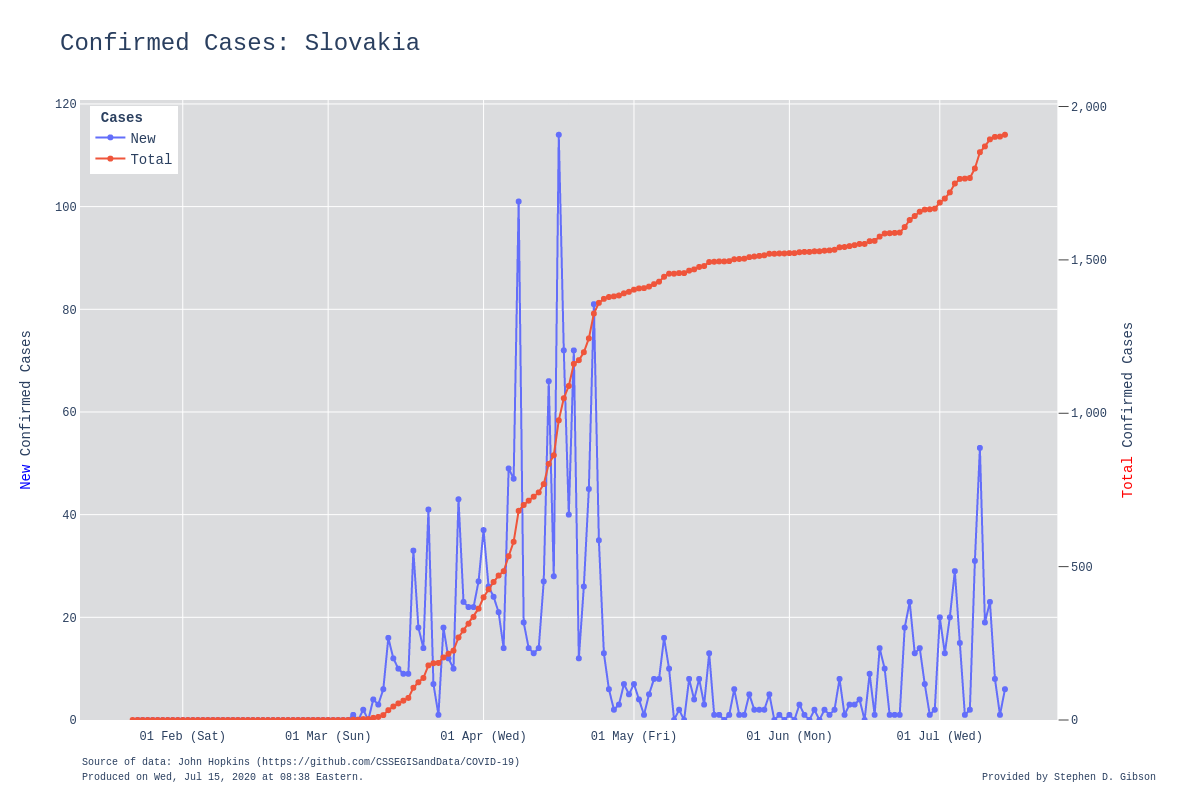 Confirmed Cases: Slovakia
Cases
New
Total
120
100
80
60
40
20
0
2,000
1,500
1,000
500
0
New Confirmed Cases
Total Confirmed Cases
01 Feb (Sat)
01 Mar (Sun)
01 Apr (Wed)
01 May (Fri)
01 Jun (Mon)
01 Jul (Wed)
Source of data: John Hopkins (https://github.com/CSSEGISandData/COVID-19)
Produced on Wed, Jul 15, 2020 at 08:38 Eastern.
Provided by Stephen D. Gibson